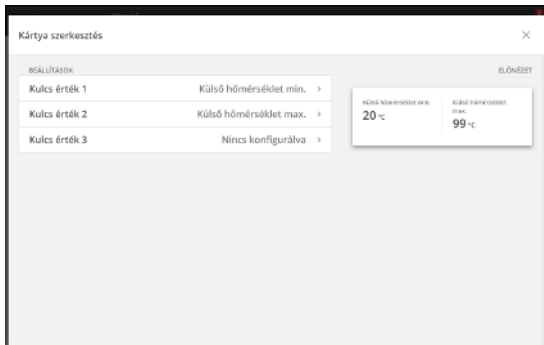 Kártya szerkesztés
BEÁLLÍTÁSOK
Kulcs érték 1 Külső hőmérséklet min.
Kulcs érték 2 Külső hőmérséklet max.
Kulcs érték 3 Nincs konfigurálva
ELŐNÉZET
Külső hőmérséklet min.
20 °C
Külső hőmérséklet
max.
99 °C